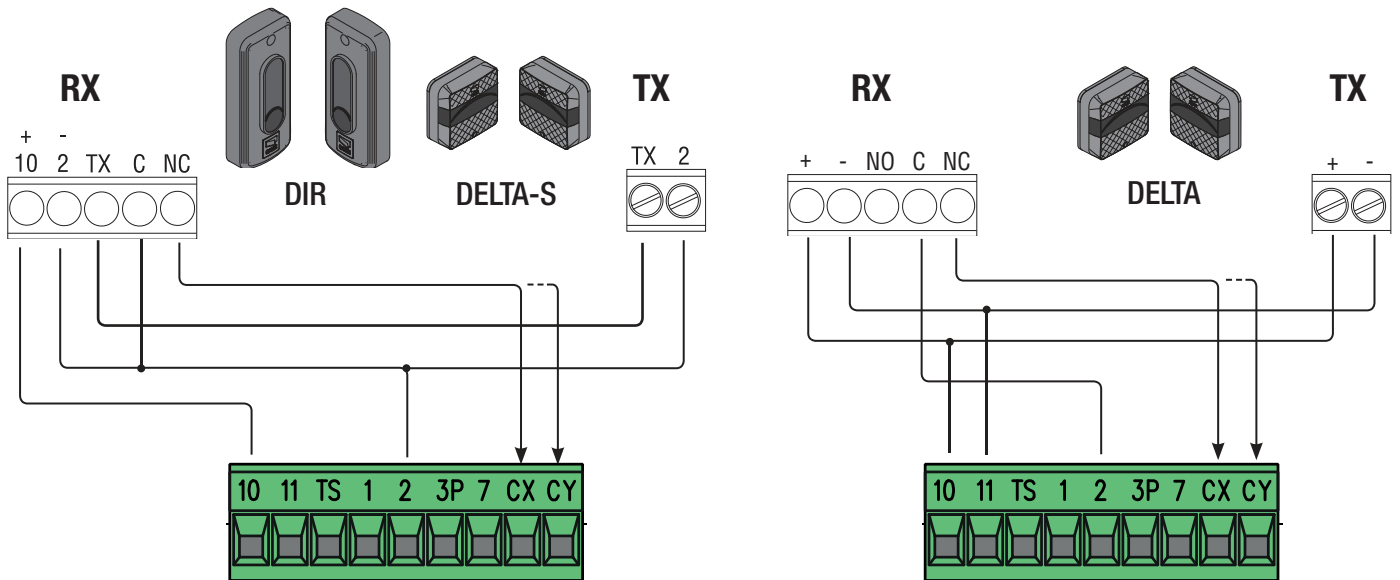 RX
TX
+ -
10 2 TX C NC
TX 2
DIR
DELTA-S
10 11 TS 1 2 3P 7 CX CY
RX
TX
+ - NO C NC
+ -
DELTA
10 11 TS 1 2 3P 7 CX CY